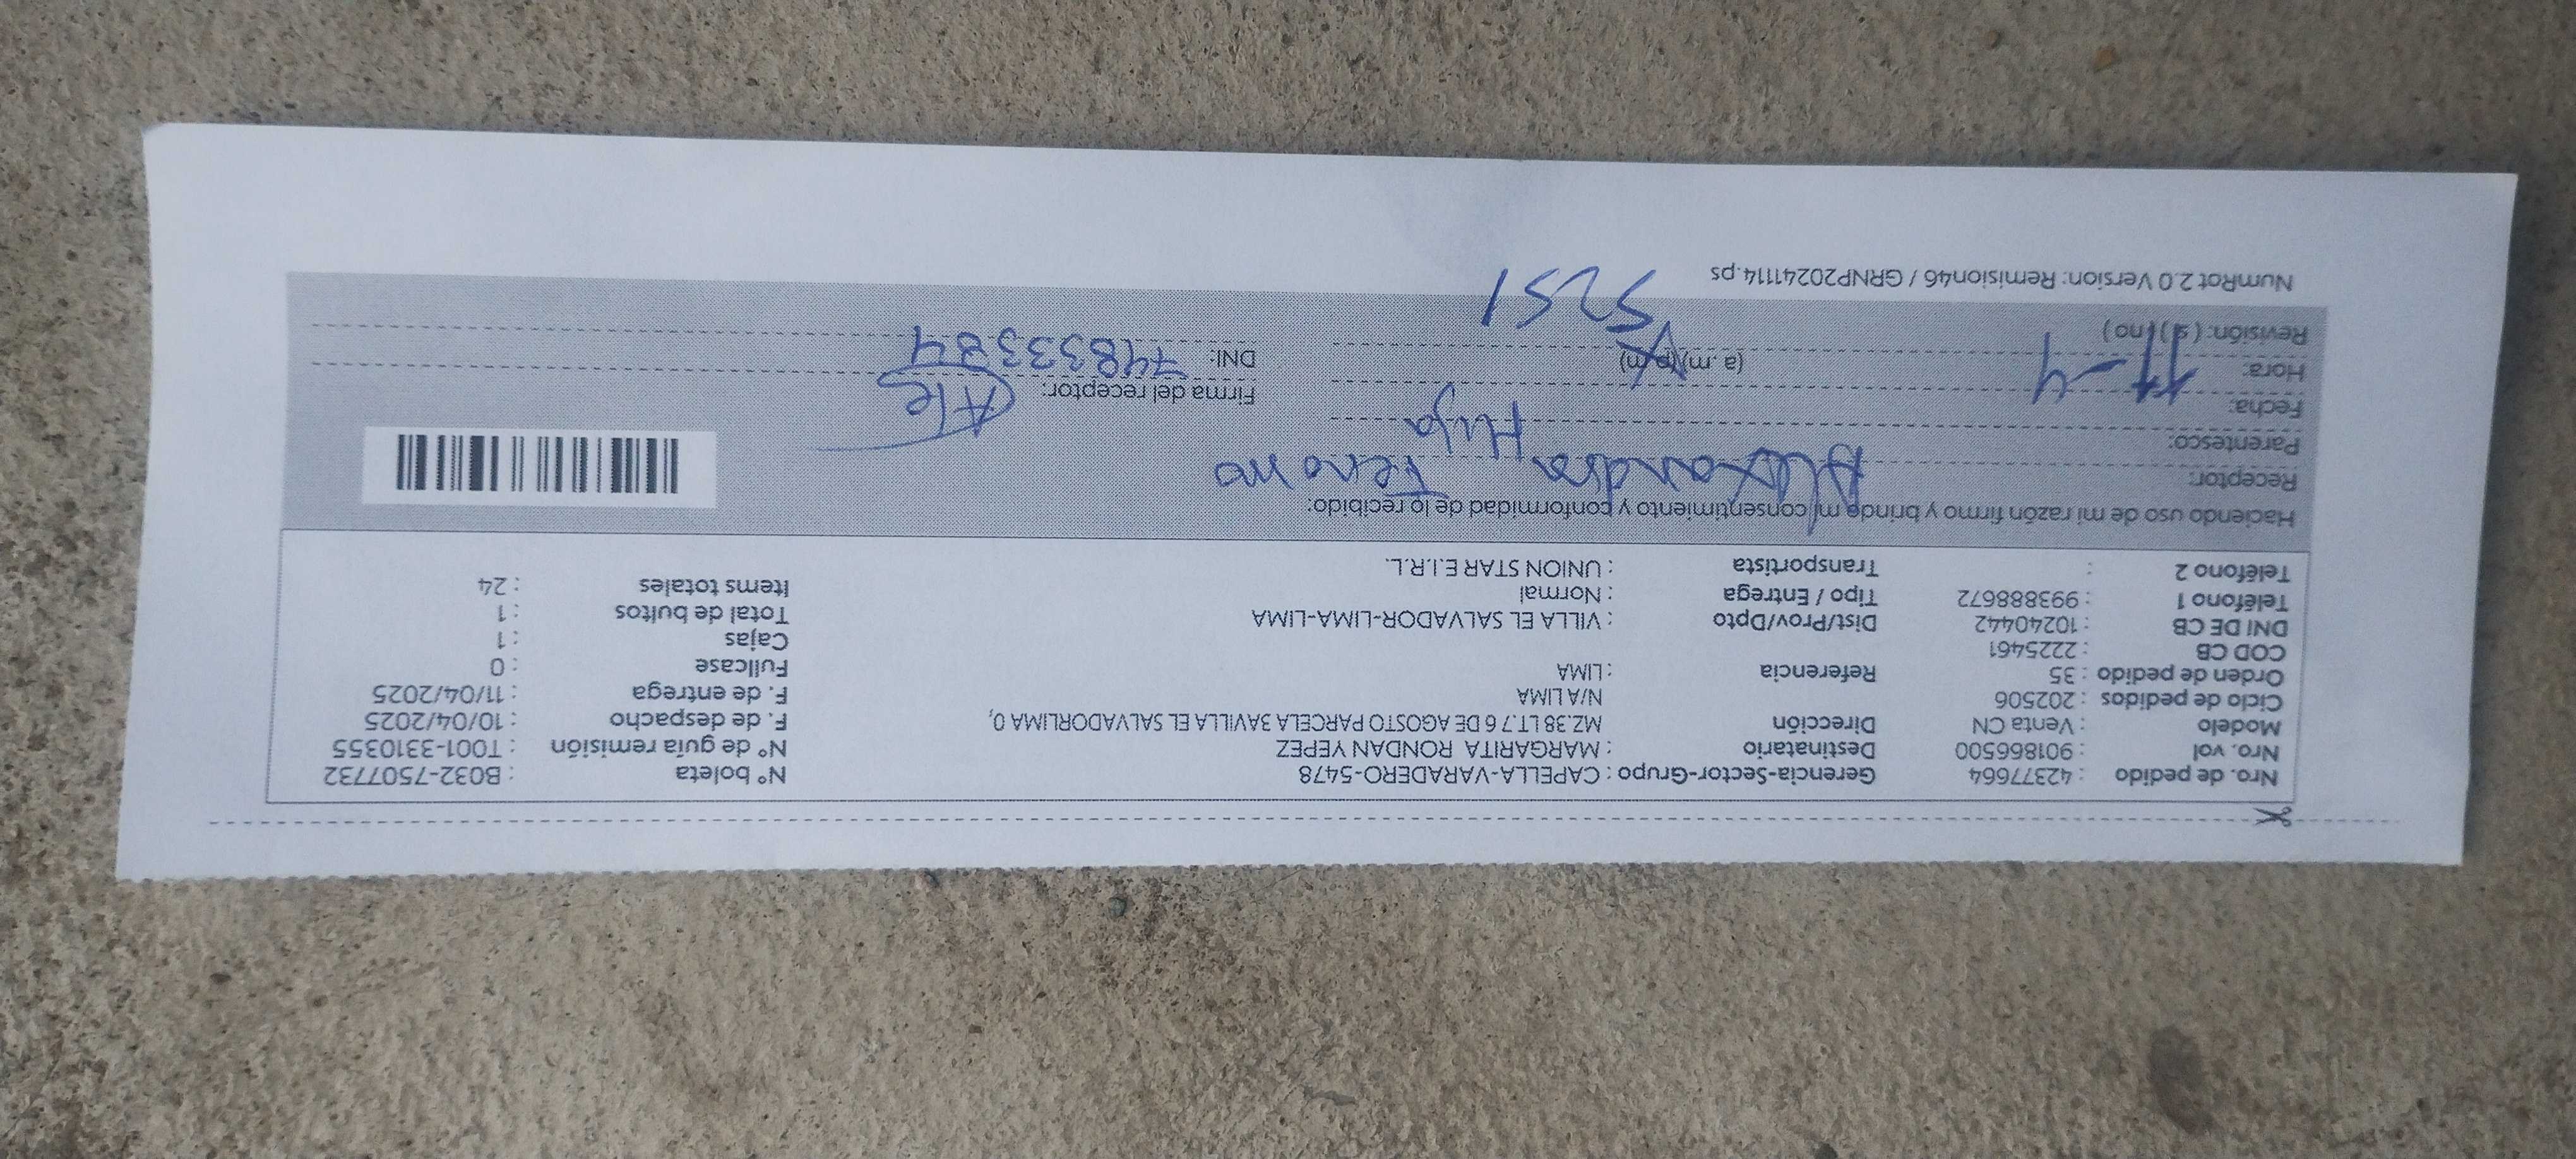 Nro. de pedido : 42377664 Gerencia-Sector-Grupo : CAPELLA-VARADERO-5478 N° boleta : B032-7507732
Nro. vol : 901866500 Destinatario : MARGARITA RONDAN YEPEZ N° de guía remisión : T001-3310355
Modelo : Venta CN Dirección MZ.38 LT.7 6 DE AGOSTO PARCELA 3AVILLA EL SALVADORLIMA 0, F. de despacho : 10/04/2025
Ciclo de pedidos : 202506 N/A LIMA F. de entrega : 11/04/2025
Orden de pedido : 35 Referencia : LIMA Fullcase : 0
COD CB : 2225461 Cajas : 1
DNI DE CB : 10240442 Dist/Prov/Dpto : VILLA EL SALVADOR-LIMA-LIMA Total de bultos : 1
Teléfono 1 : 993888672 Tipo / Entrega : Normal Items totales : 24
Teléfono 2 : Transportista : UNION STAR E.I.R.L.
Haciendo uso de mi razón firmo y brindo mi consentimiento y conformidad de lo recibido:
Receptor: Alexandra
Parentesco: Hija
Fecha: 11-4 Firma del receptor: Ale
Hora: (a. m) (p.m) DNI: 74833384
Revisión: ( si ) ( no ) 5251
NumRot 2.0 Version: Remision46 / GRNP20241114.ps